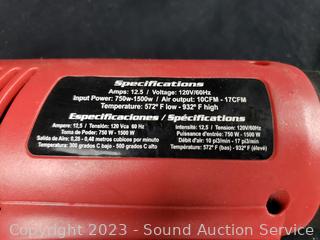 Specifications
Amps: 12.5 / Voltage: 120V/60Hz
Input Power: 750w-1500w / Air output: 10CFM - 17CFM
Temperature: 572° F low - 932° F high
Especificaciones / Spécifications
Ampere: 12,5 / Tensión: 120 Vca 60 Hz
Toma de Poder: 750 W - 1500 W
Salida de Aire: 0,25 - 0,48 metros cubicos por minuto
Temperatura: 300 grados C bajo - 500 grados C alto
Intensité: 12,5 / Tension: 120V/60Hz
Puissance d'entrée: 750 W - 1500 W
Débit d'air: 10 pi3/min - 17 pi3/min
Température: 572° F (bas) - 932° F (élevé)
Copyright 2023 - Sound Auction Service - Copyright 2023